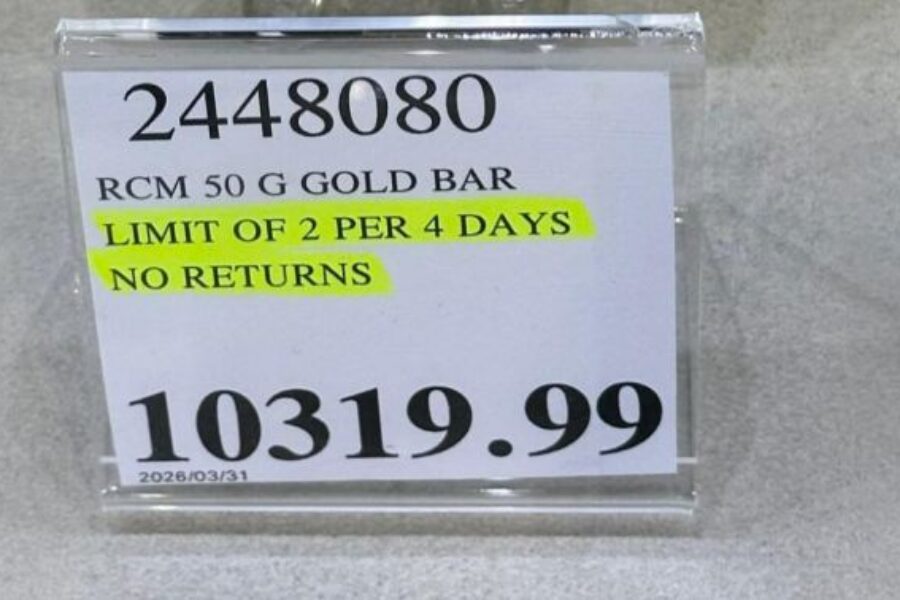 2448080
RCM 50 G GOLD BAR
LIMIT OF 2 PER 4 DAYS
NO RETURNS
10319.99
2026/03/31